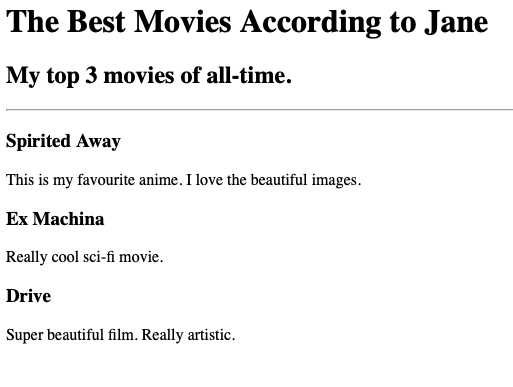 The Best Movies According to Jane
My top 3 movies of all-time.
Spirited Away
This is my favourite anime. I love the beautiful images.
Ex Machina
Really cool sci-fi movie.
Drive
Super beautiful film. Really artistic.